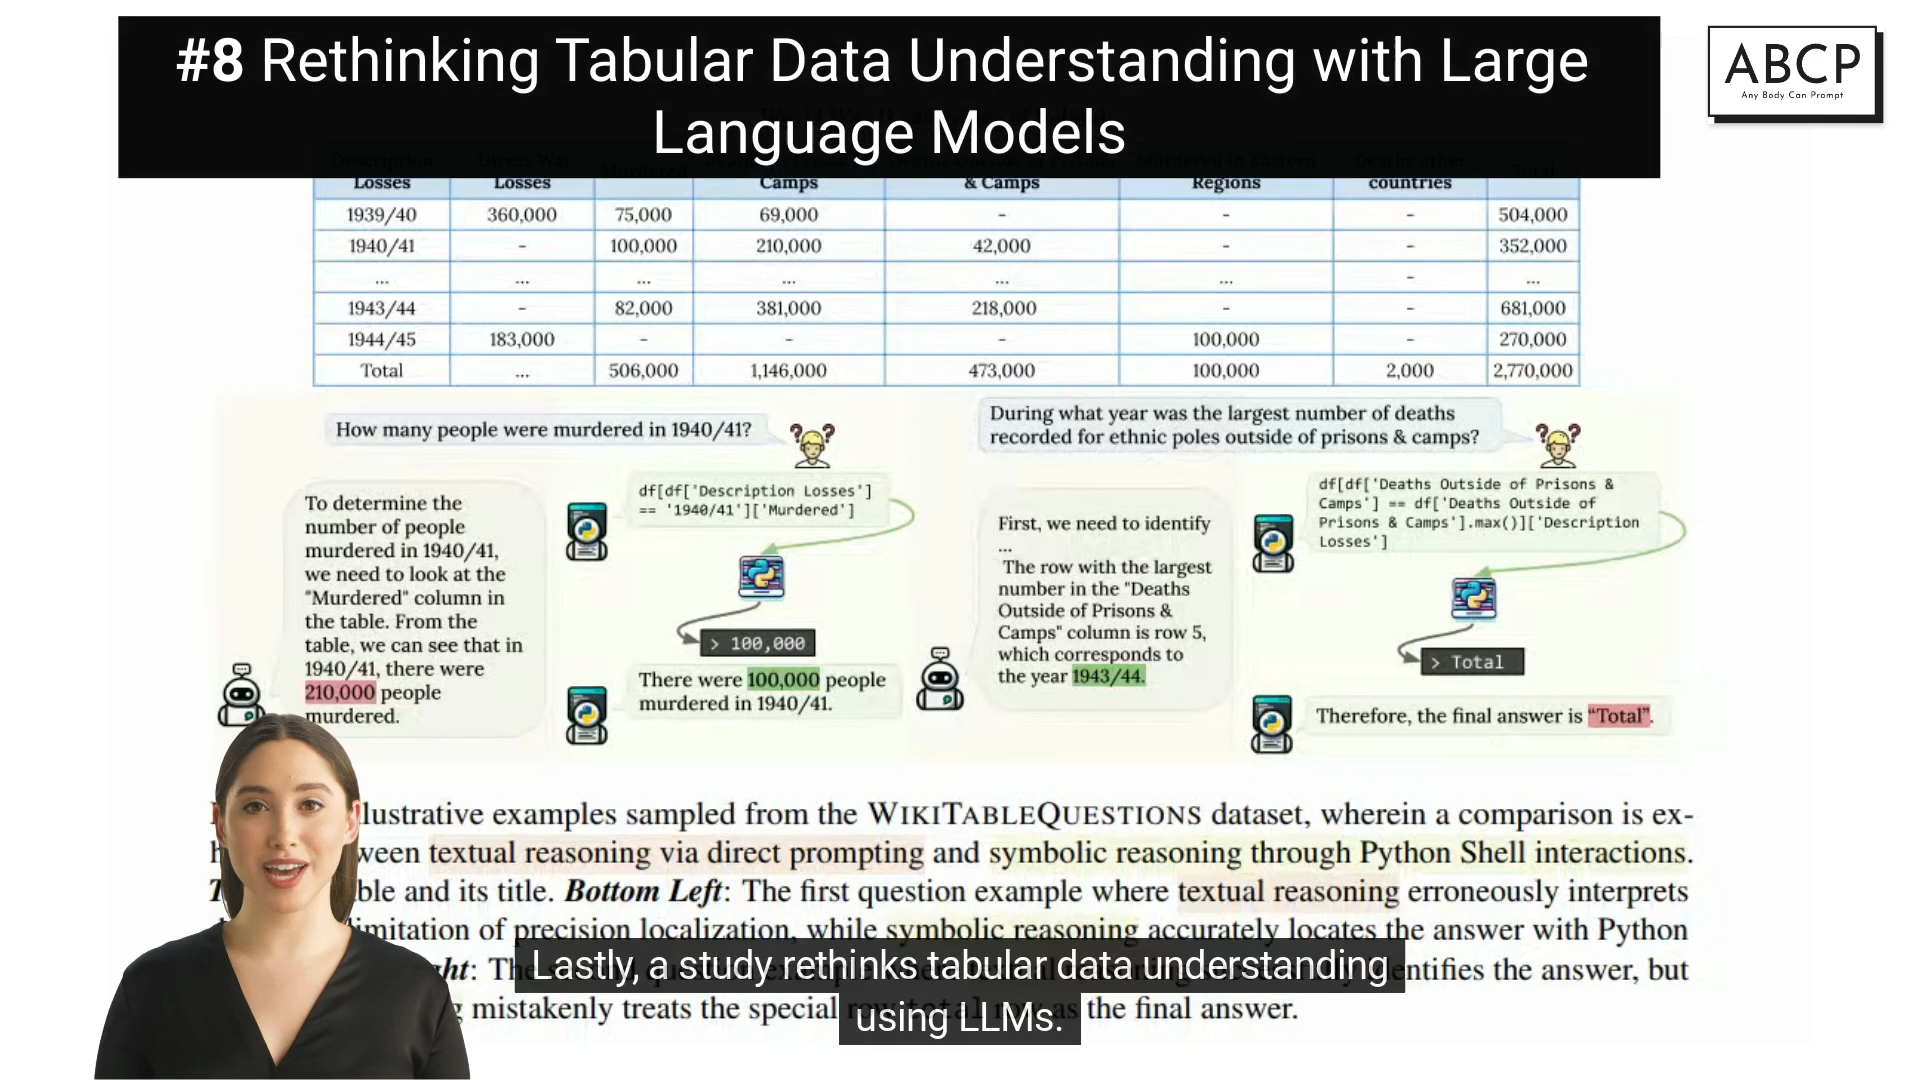 #8 Rethinking Tabular Data Understanding with Large
Language Models
ABCP
Any Body Can Prompt
Losses Losses Camps & Camps Regions countries
1939/40 360,000 75,000 69,000 - - - 504,000
1940/41 - 100,000 210,000 42,000 - - 352,000
... ... ... ... ... ... - ...
1943/44 - 82,000 381,000 218,000 - - 681,000
1944/45 183,000 - - - 100,000 - 270,000
Total ... 506,000 1,146,000 473,000 100,000 2,000 2,770,000
How many people were murdered in 1940/41?
To determine the
number of people
murdered in 1940/41,
we need to look at the
"Murdered" column in
the table. From the
table, we can see that in
1940/41, there were
210,000 people
murdered.
df[df['Description Losses']
== '1940/41']['Murdered']
> 100,000
There were 100,000 people
murdered in 1940/41.
During what year was the largest number of deaths
recorded for ethnic poles outside of prisons & camps?
First, we need to identify
...
The row with the largest
number in the "Deaths
Outside of Prisons &
Camps" column is row 5,
which corresponds to
the year 1943/44.
df[df['Deaths Outside of Prisons &
Camps'] == df['Deaths Outside of
Prisons & Camps'].max()]['Description
Losses']
> Total
Therefore, the final answer is “Total”.
lustrative examples sampled from the WIKITABLEQUESTIONS dataset, wherein a comparison is ex-
ween textual reasoning via direct prompting and symbolic reasoning through Python Shell interactions.
ble and its title. Bottom Left: The first question example where textual reasoning erroneously interprets
imitation of precision localization, while symbolic reasoning accurately locates the answer with Python
ht: Th entifies the answer, but
mistakenly treats the special as the final answer.
Lastly, a study rethinks tabular data understanding
using LLMs.